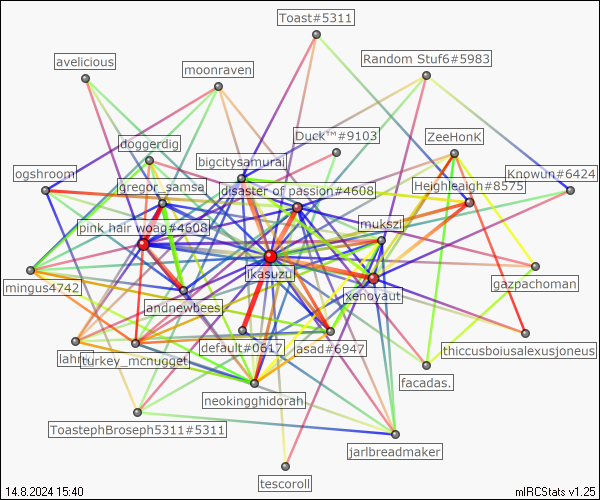 Toast#5311
Random Stuf6#5983
avelicious
moonraven
Duck™#9103
ZeeHonK
doggerdig
bigcitysamurai
ogshroom
Knowun#6424
gregor_samsa
disaster of passion#4608
Heighleaigh#8575
pink hair woag#4608
mukszi
ikasuzu
mingus4742
andnewbeesi
xenoyaut
gazpachoman
default#0617
asad#6947
thiccusboiusalexusjoneus
turkey_mcnugget
facadas.
neokingghidorah
ToastephBroseph5311#5311
jarlbreadmaker
tescoroll
14.8.2024 15:40
mIRCStats v1.25